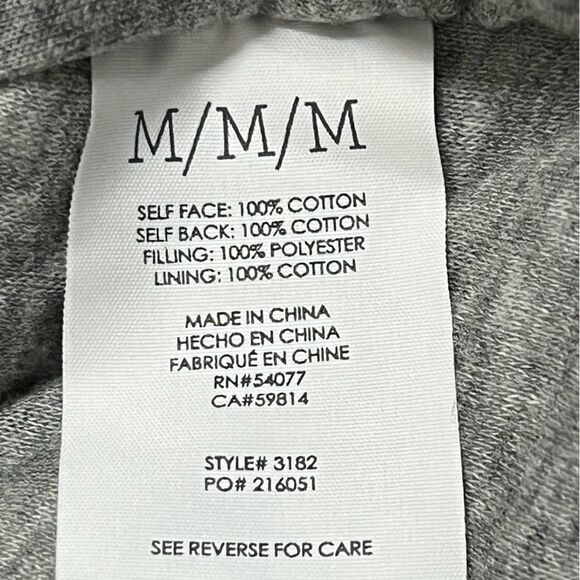 M/M/M
SELF FACE: 100% COTTON
SELF BACK: 100% COTTON
FILLING: 100% POLYESTER
LINING: 100% COTTON
MADE IN CHINA
HECHO EN CHINA
FABRIQUÉ EN CHINE
RN#54077
CA#59814
STYLE# 3182
PO# 216051
SEE REVERSE FOR CARE